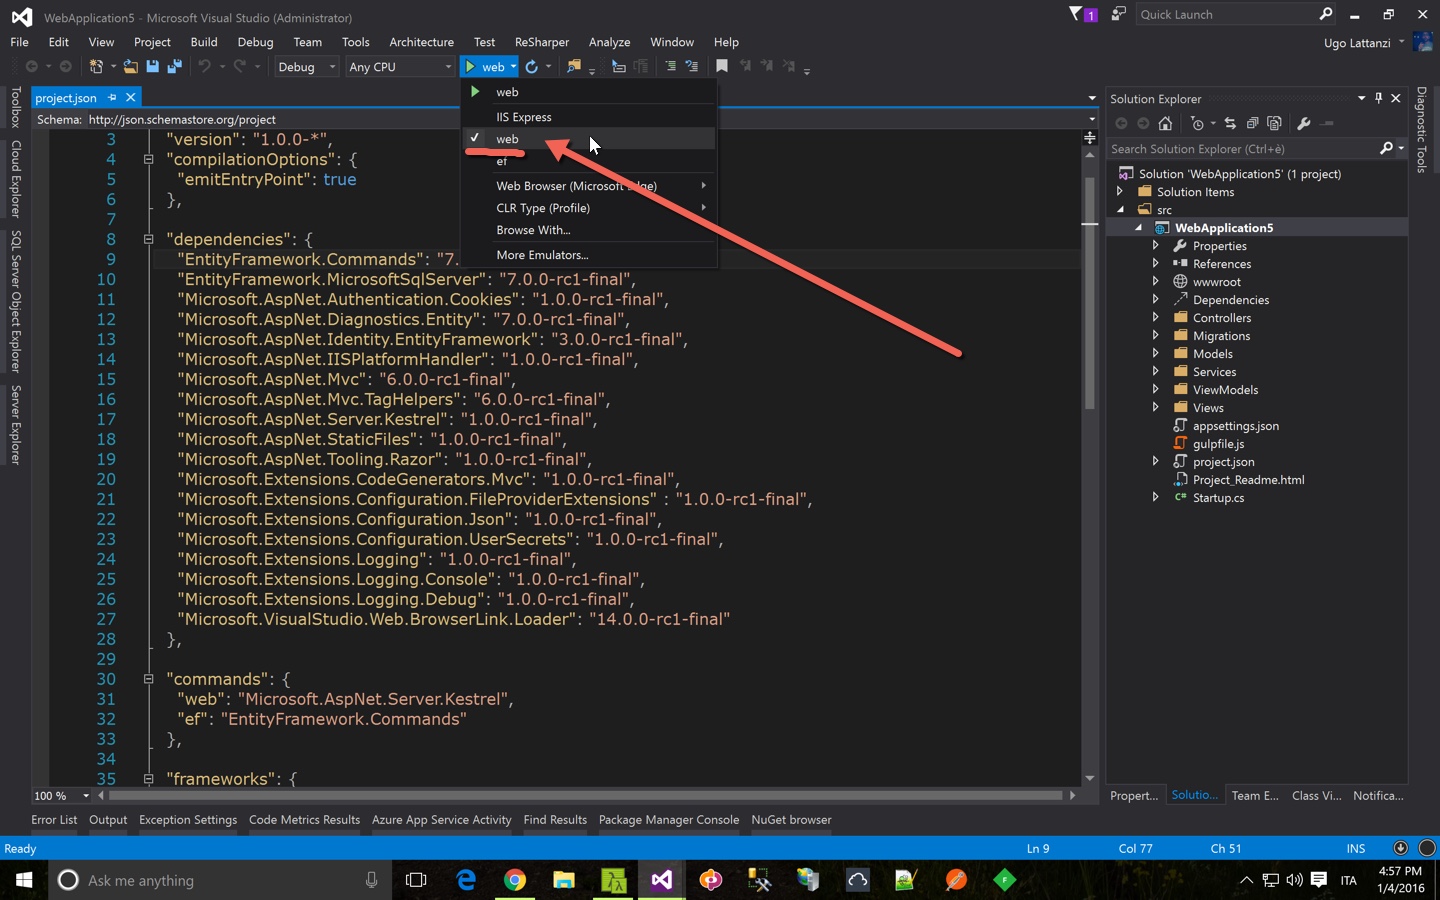 WebApplication5 - Microsoft Visual Studio (Administrator)
1
Quick Launch
File Edit View Project Build Debug Team Tools Architecture Test ReSharper Analyze Window Help
Ugo Lattanzi
Debug
Any CPU
web
project.json
Schema: http://json.schemastore.org/project
web
IIS Express
web
ef
Web Browser (Microsoft Edge)
CLR Type (Profile)
Browse With...
More Emulators...
Toolbox
Cloud Explorer
SQL Server Object Explorer
Server Explorer
3 "version": "1.0.0-*",
4 "compilationOptions": {
5 "emitEntryPoint": true
6 },
7
8 "dependencies": {
9 "EntityFramework.Commands": "7.
10 "EntityFramework.MicrosoftSqlServer": "7.0.0-rc1-final",
11 "Microsoft.AspNet.Authentication.Cookies": "1.0.0-rc1-final",
12 "Microsoft.AspNet.Diagnostics.Entity": "7.0.0-rc1-final",
13 "Microsoft.AspNet.Identity.EntityFramework": "3.0.0-rc1-final",
14 "Microsoft.AspNet.IISPlatformHandler": "1.0.0-rc1-final",
15 "Microsoft.AspNet.Mvc": "6.0.0-rc1-final",
16 "Microsoft.AspNet.Mvc.TagHelpers": "6.0.0-rc1-final",
17 "Microsoft.AspNet.Server.Kestrel": "1.0.0-rc1-final",
18 "Microsoft.AspNet.StaticFiles": "1.0.0-rc1-final",
19 "Microsoft.AspNet.Tooling.Razor": "1.0.0-rc1-final",
20 "Microsoft.Extensions.CodeGenerators.Mvc": "1.0.0-rc1-final",
21 "Microsoft.Extensions.Configuration.FileProviderExtensions" : "1.0.0-rc1-final",
22 "Microsoft.Extensions.Configuration.Json": "1.0.0-rc1-final",
23 "Microsoft.Extensions.Configuration.UserSecrets": "1.0.0-rc1-final",
24 "Microsoft.Extensions.Logging": "1.0.0-rc1-final",
25 "Microsoft.Extensions.Logging.Console": "1.0.0-rc1-final",
26 "Microsoft.Extensions.Logging.Debug": "1.0.0-rc1-final",
27 "Microsoft.VisualStudio.Web.BrowserLink.Loader": "14.0.0-rc1-final"
28 },
29
30 "commands": {
31 "web": "Microsoft.AspNet.Server.Kestrel",
32 "ef": "EntityFramework.Commands"
33 },
34
35 "frameworks": {
100 %
Solution Explorer
Search Solution Explorer (Ctrl+è)
Solution 'WebApplication5' (1 project)
Solution Items
src
WebApplication5
Properties
References
wwwroot
Dependencies
Controllers
Migrations
Models
Services
ViewModels
Views
appsettings.json
gulpfile.js
project.json
Project_Readme.html
C# Startup.cs
Diagnostic Tools
Propert... Solutio... Team E... Class Vi... Notifica...
Error List Output Exception Settings Code Metrics Results Azure App Service Activity Find Results Package Manager Console NuGet browser
Ready
Ln 9 Col 77 Ch 51 INS
Ask me anything
ITA
4:57 PM
1/4/2016